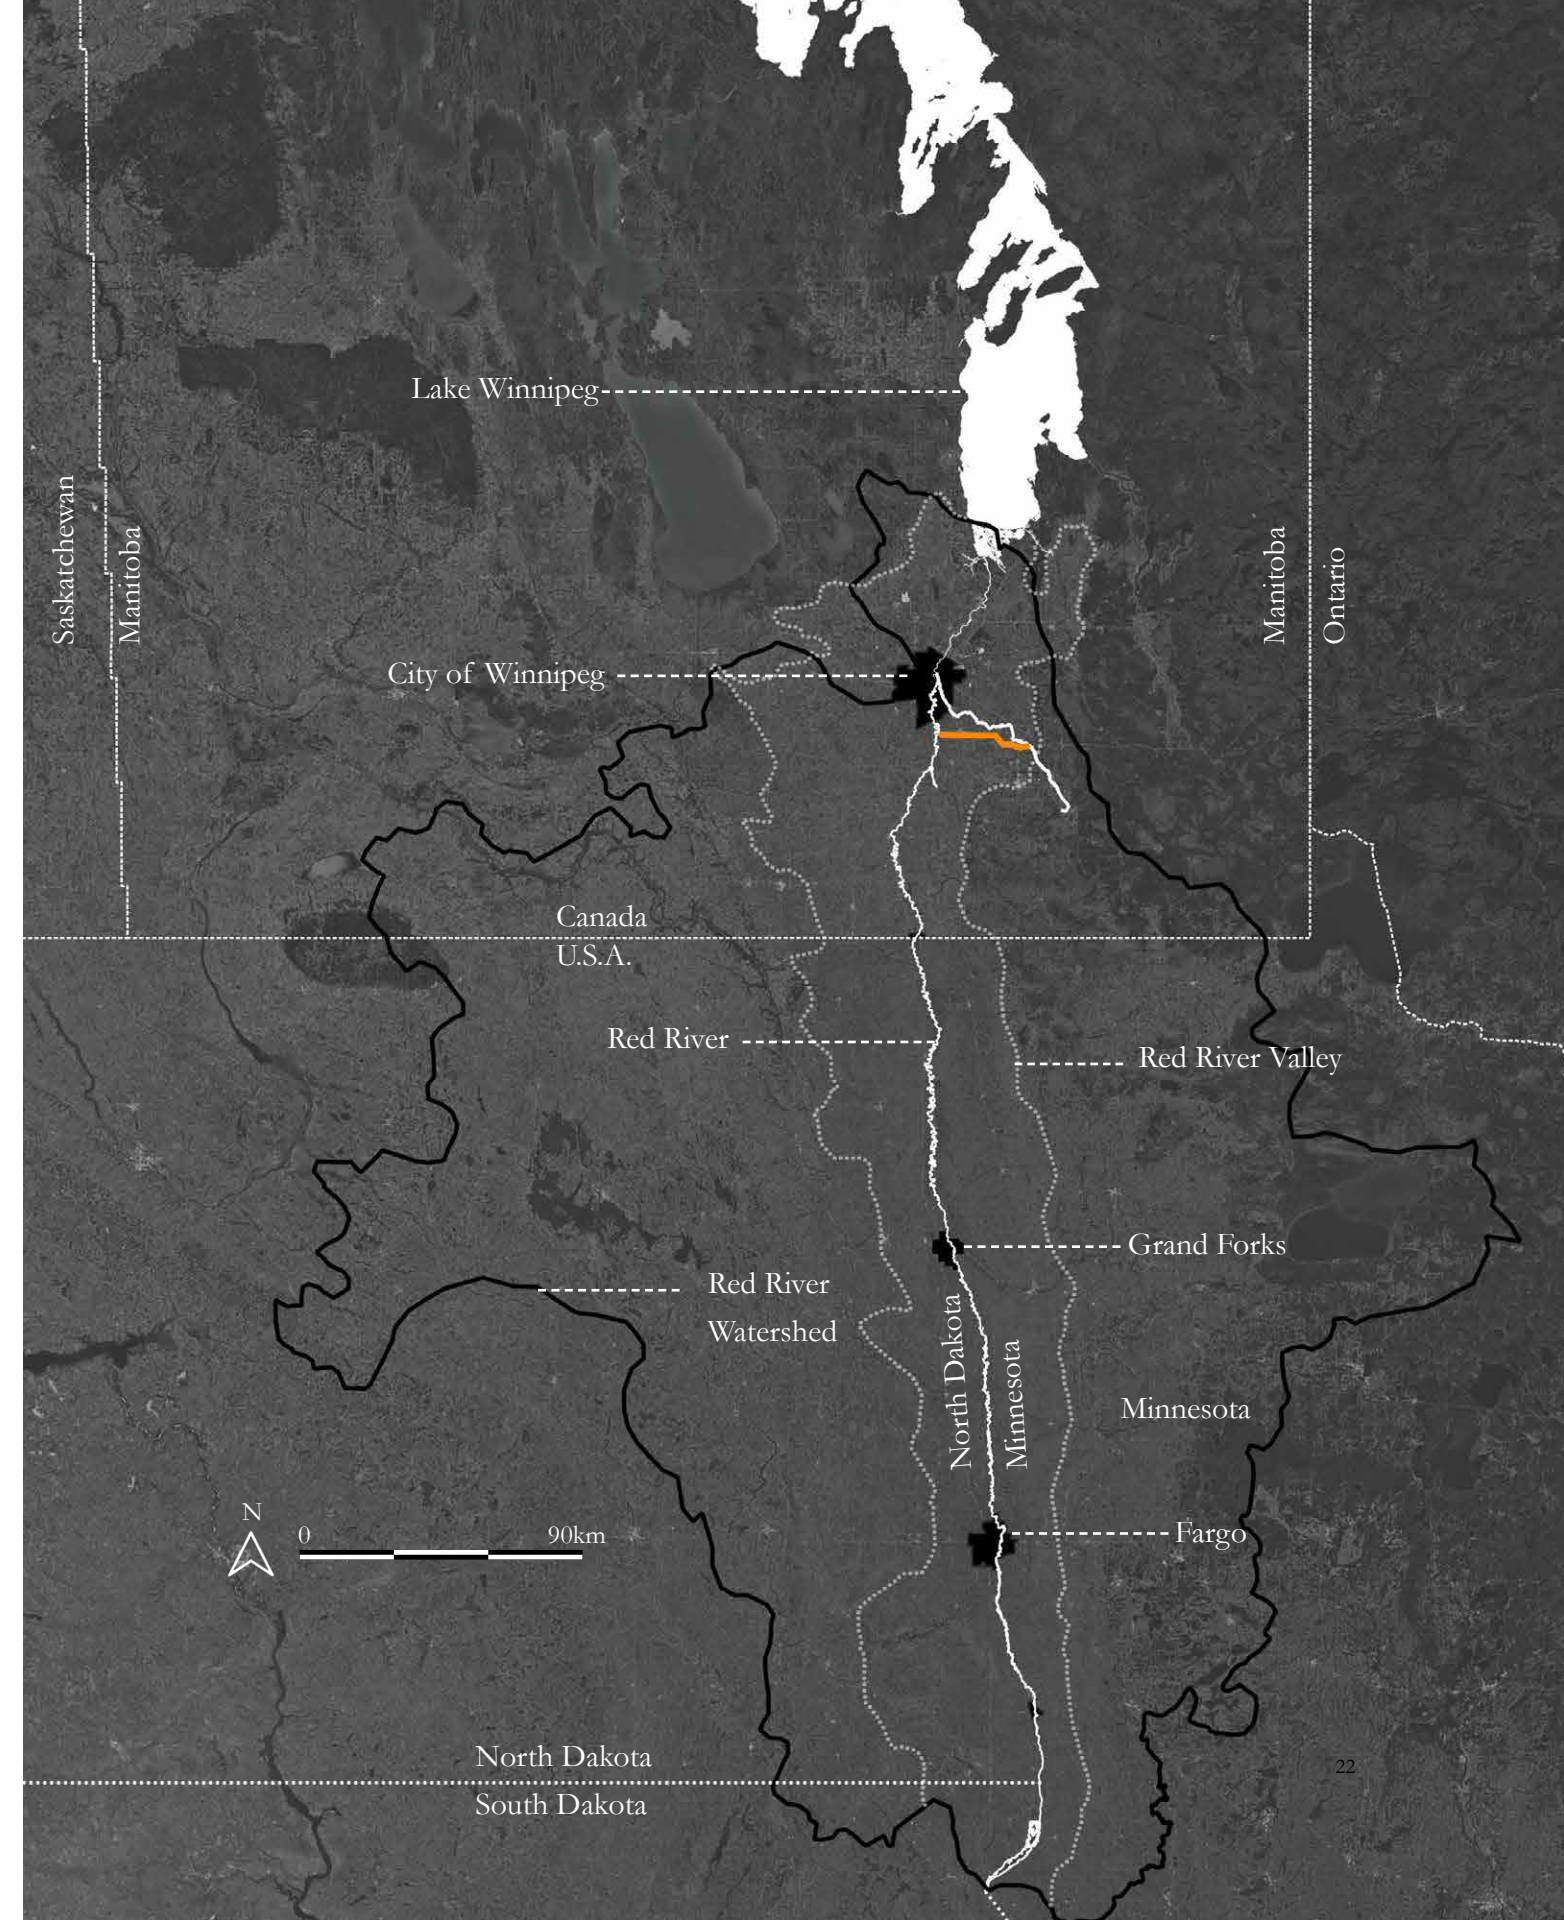 Lake Winnipeg
Saskatchewan
Manitoba
Manitoba
Ontario
City of Winnipeg
Canada
U.S.A.
Red River
Red River Valley
Grand Forks
Red River
Watershed
North Dakota
Minnesota
Minnesota
N
0 90km
Fargo
North Dakota
South Dakota
22